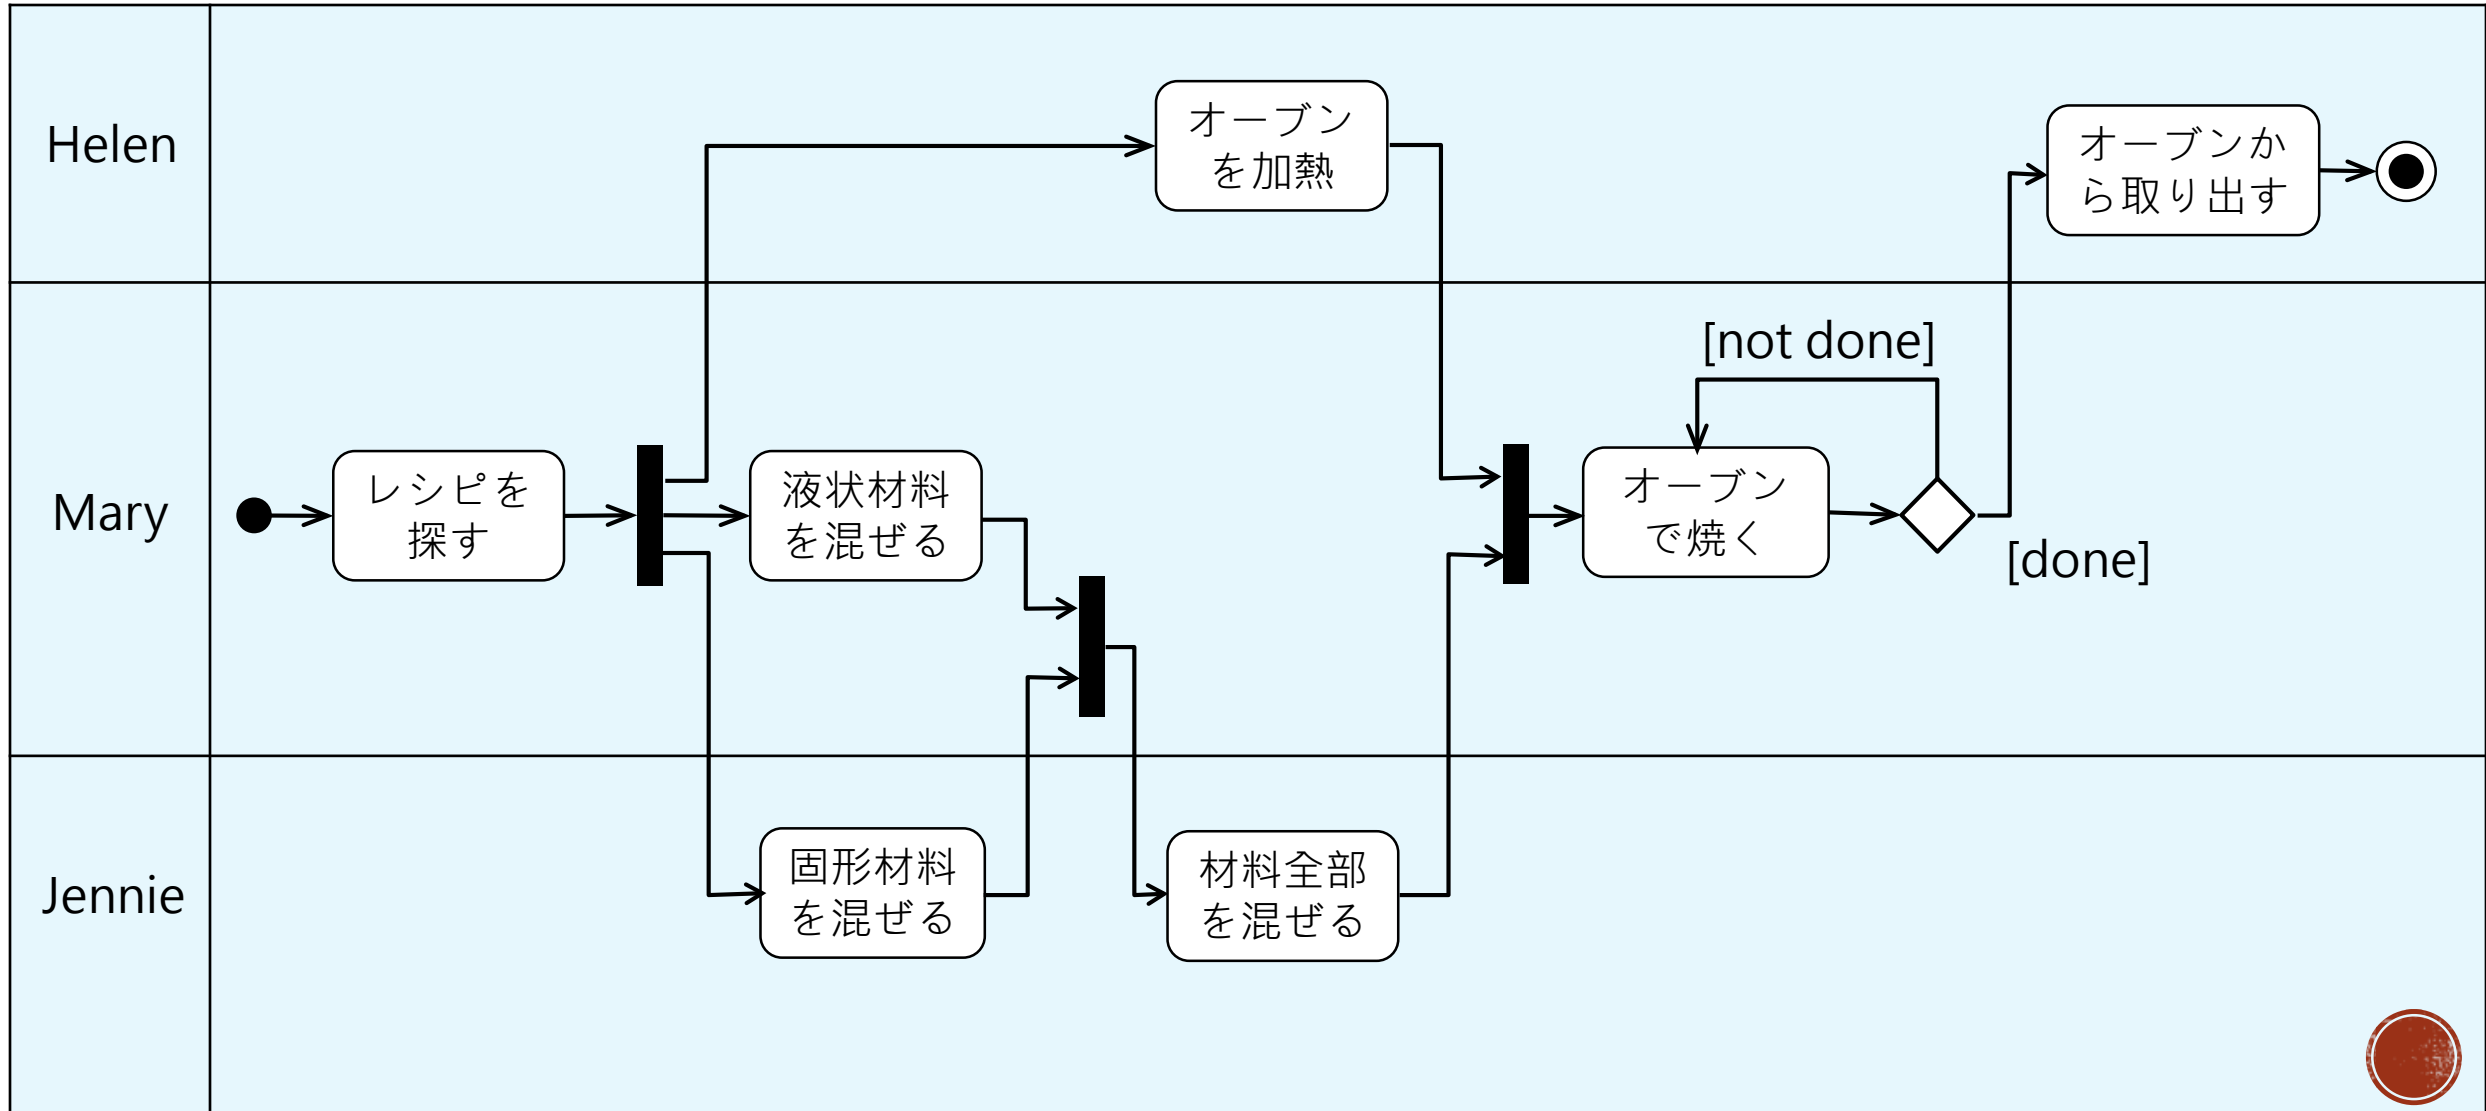 Helen
オーブン
を加熱
オーブンか
ら取り出す
Mary
レシピを
探す
液状材料
を混ぜる
[not done]
オーブン
で焼く
[done]
Jennie
固形材料
を混ぜる
材料全部
を混ぜる